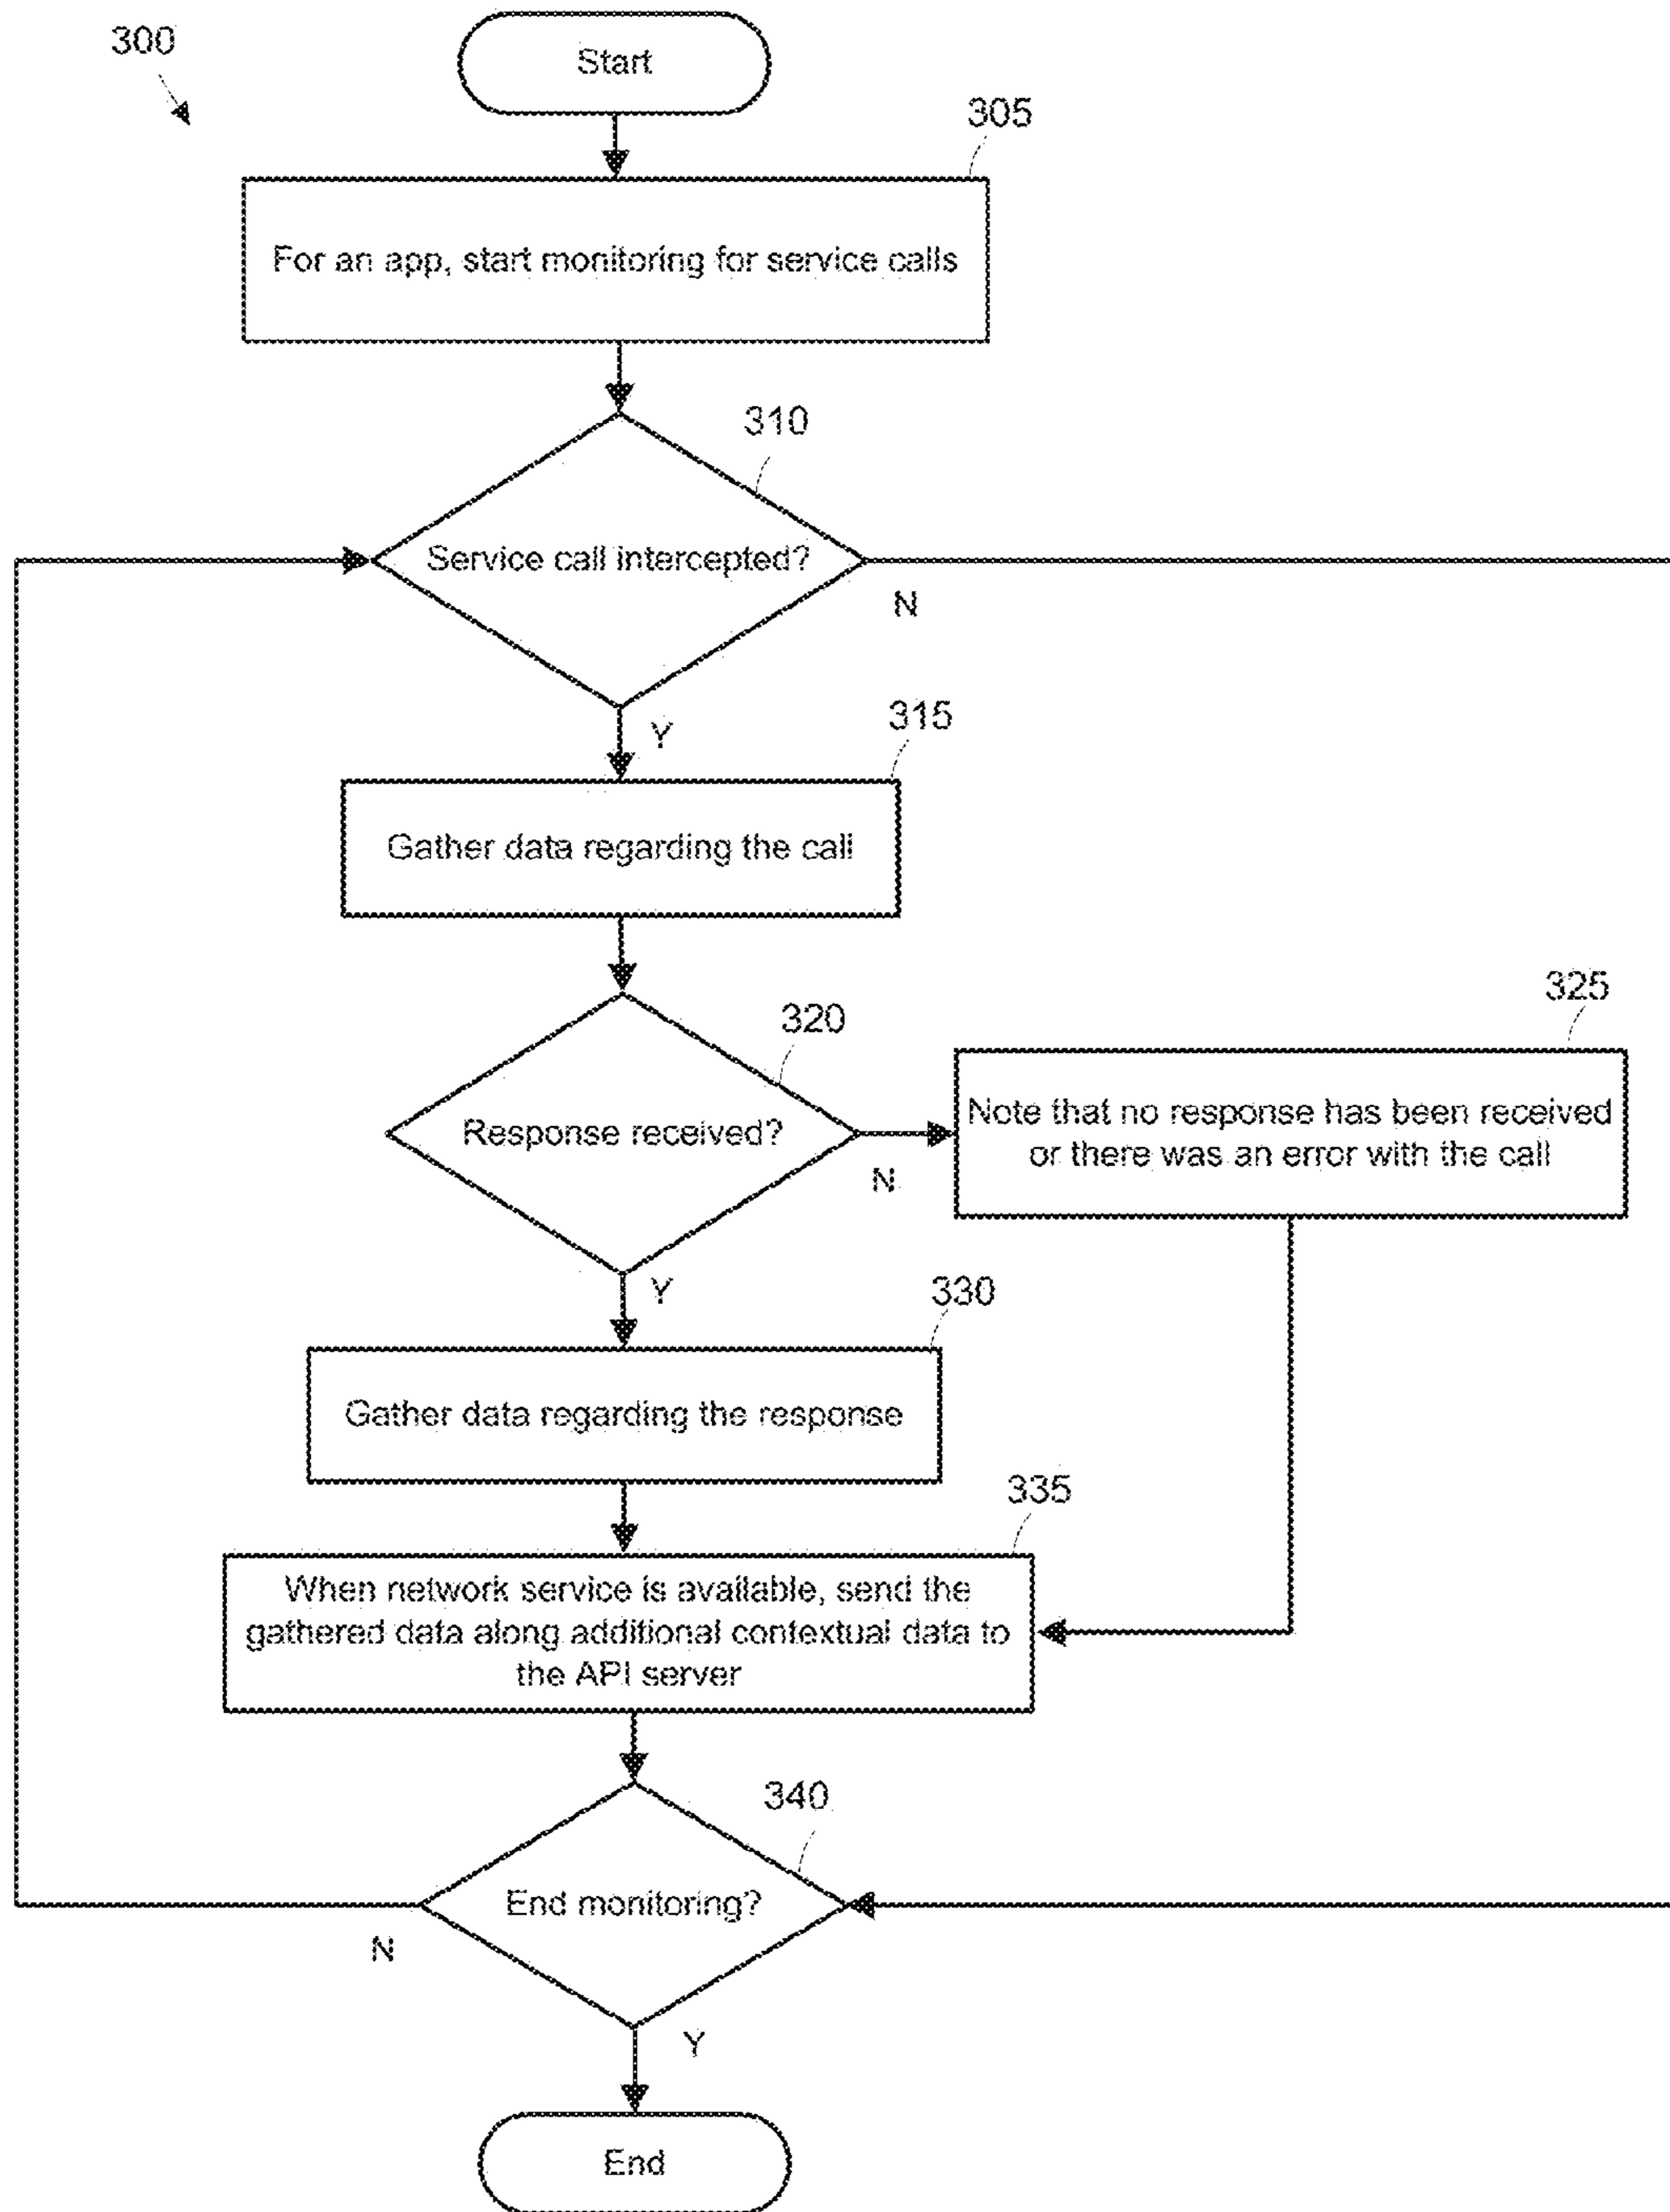 300
Start
305
For an app, start monitoring for service calls
310
Service call intercepted?
N
Y
315
Gather data regarding the call
320
325
Response received?
Note that no response has been received
or there was an error with the call
N
Y
330
Gather data regarding the response
335
When network service is available, send the
gathered data along additional contextual data to
the API server
340
End monitoring?
N
Y
End